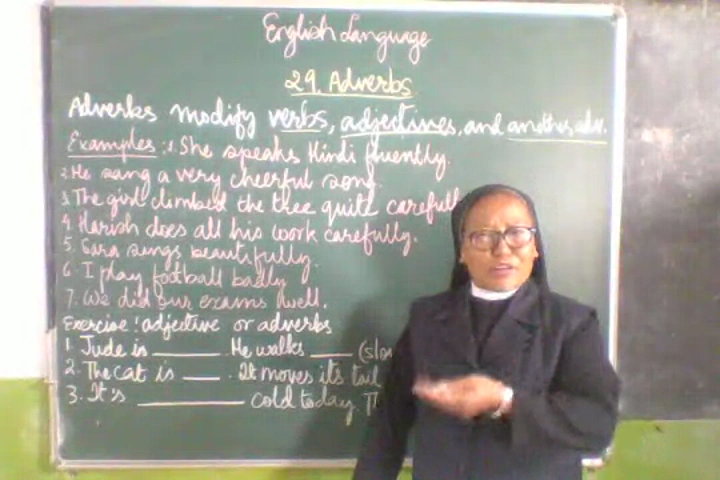 English Language
29. Adverbs
Adverbs modify verbs, adjectives, and another adv.
Examples : 1. She speaks Hindi fluently.
2. He sang a very cheerful song.
3. The girl climbed the tree quite carefull
4. Harish does all his work carefully.
5. Sara sings beautifully.
6. I play football badly
7. We did our exams well.
Exercise : adjective or adverbs
1. Jude is ________. He walks ____ (slo
2. The cat is ____. It moves its tail
3. It's __________ cold today. T